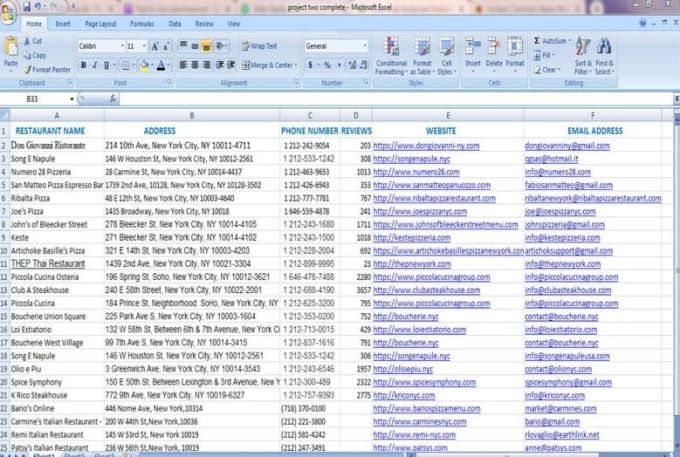 project two complete - Microsoft Excel
Home Insert Page Layout Formulas Data Review View
Cut
Copy
Format Painter
Paste
Clipboard
Calibri 11
B I U
Font
Wrap Text
Merge & Center
Alignment
General
$ % ,
Number
Conditional Formatting
Format as Table
Cell Styles
Styles
Insert Delete Format
Cells
AutoSum
Fill
Clear
Sort & Filter
Find & Select
Editing
B33
A B C D E F
1 RESTAURANT NAME ADDRESS PHONE NUMBER REVIEWS WEBSITE EMAIL ADDRESS
2 Don Giovanni Ristorante 214 10th Ave, New York City, NY 10011-4711 1 212-242-9054 203 https://www.dongiovanni-ny.com dongiovanniny@gmail.com
3 Song E Napule 146 W Houston St, New York City, NY 10012-2561 1 212-533-1242 308 https://songenapule.nyc cgsas@hotmail.it
4 Numero 28 Pizzeria 28 Carmine St, New York City, NY 10014-4437 1 212-463-9653 1013 http://www.numero28.com info@numero28.com
5 San Matteo Pizza Espresso Bar 1739 2nd Ave, 10128, New York City, NY 10128-3502 1 212-426-6943 353 http://www.sanmatteopanuozzo.com fabiosanmatteo@gmail.com
6 Ribalta Pizza 48 E 12th St, New York City, NY 10003-4640 1 212-777-7781 767 http://www.ribaltapizzarestaurant.com ribaltanewyork@ribaltapizzarestaurant.com
7 Joe's Pizza 1435 Broadway, New York City, NY 10018 1 646-559-4878 241 http://www.joespizzanyc.com joe@joespizzanyc.com
8 John's of Bleecker Street 278 Bleecker St, New York City, NY 10014-4105 1 212-243-1680 1711 https://www.johnsofbleeckerstreetmenu.com johnspizzeria@gmail.com
9 Keste 271 Bleecker St, New York City, NY 10014-4102 1 212-243-1500 1018 http://kestepizzeria.com info@kestepizzeria.com
10 Artichoke Basille's Pizza 321 E 14th St, New York City, NY 10003-4203 1 212-228-2004 692 https://www.artichokebasillespizzanewyork.con artichoksupport@gmail.com
11 THEP Thai Restaurant 1439 2nd Ave, New York City, NY 10021-3304 1 212-899-9995 23 http://thepnewyork.com info@thepnewyork.com
12 Piccola Cucina Osteria 196 Spring St, Soho, New York City, NY 10012-3621 1 646-478-7488 2280 https://www.piccolacucinagroup.com info@piccolacucinagroup.com
13 Club A Steakhouse 240 E 58th Street, New York City, NY 10022-2001 1 212-688-4190 3657 http://www.clubasteakhouse.com info@clubasteakhouse.com
14 Piccola Cucina 184 Prince St, Neighborhood SoHo, New York City, NY 1 212-625-3200 795 https://www.piccolacucinagroup.com info@piccolacucinagroup.com
15 Boucherie Union Square 225 Park Ave S, New York City, NY 10003-1604 1 212-353-0200 752 http://boucherie.nyc contact@boucherie.nyc
16 Loi Estiatorio 132 W 58th St, Between 6th & 7th Avenue, New York Ci 1 212-713-0015 429 http://www.loiestiatorio.com info@loiestiatorio.com
17 Boucherie West Village 99 7th Ave S, New York City, NY 10014-3415 1 212-837-1616 791 http://boucherie.nyc contact@boucherie.nyc
18 Song E Napule 146 W Houston St, New York City, NY 10012-2561 1 212-533-1242 306 https://songenapule.nyc info@songenapuleusa.com
19 Olio e Piu 3 Greenwich Ave, New York City, NY 10014-3543 1 212-243-6546 1957 http://olioepiu.nyc contact@olionyc.com
20 Spice Symphony 150 E 50th St, Between Lexington & 3rd Avenue, New Y 1 212-300-489 2322 http://www.spicesymphony.com spicesymphony@gmail.com
21 K Rico Steakhouse 772 9th Ave, New York City, NY 10019-6327 1 212-757-9393 2775 http://kriconyc.com info@kriconyc.com
22 Bario's Online 446 Nome Ave, New York,10314 (718) 370-0100 http://www.bariospizzamenu.com market@carmines.com
23 Carmine's Italian Restaurant - 200 W 44th St,New York,10036 (212) 221-3800 http://www.carminesnyc.com bario@gmail.com
24 Remi Italian Restaurant 145 W 53rd St, New York, 10019 (212) 581-4242 http://www.remi-nyc.com rlovaglio@earthlink.net
25 Patsy's Italian Restaurant 236 W 56th St,New York, 10019 (212) 247-3491 http://www.patsys.com anne@patsys.com
Sheet1 Sheet2 Sheet3